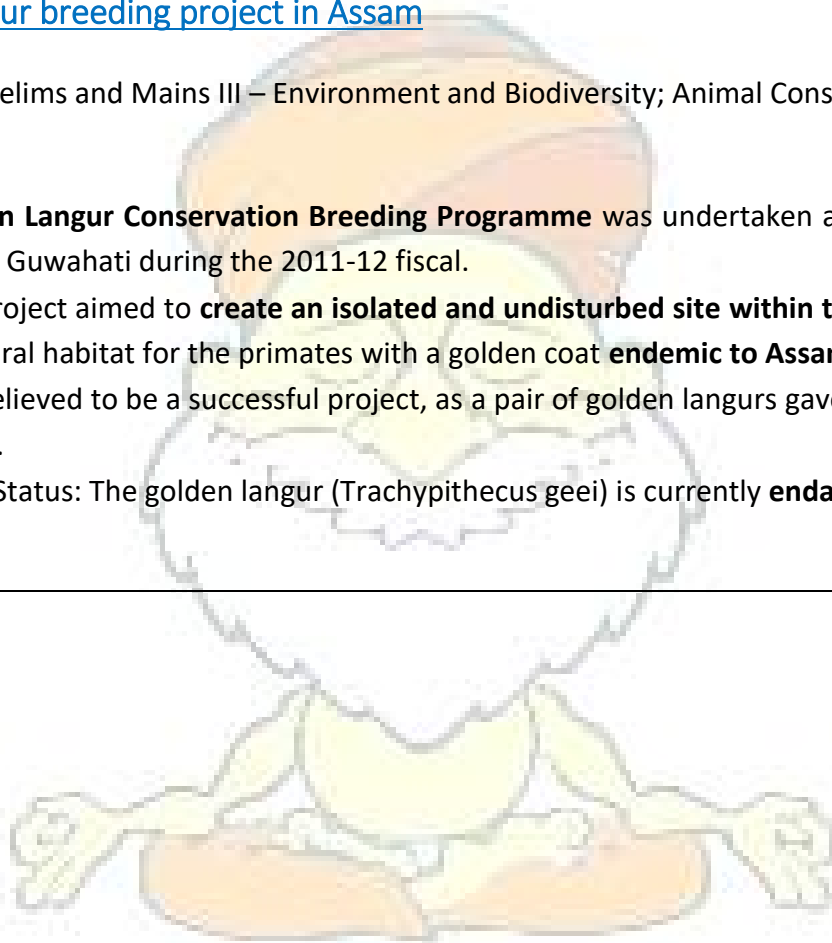 ur breeding project in Assam
elims and Mains III – Environment and Biodiversity; Animal Cons
n Langur Conservation Breeding Programme was undertaken a
Guwahati during the 2011-12 fiscal.
roject aimed to create an isolated and undisturbed site within t
ral habitat for the primates with a golden coat endemic to Assa
elieved to be a successful project, as a pair of golden langurs gave
.
Status: The golden langur (Trachypithecus geei) is currently enda